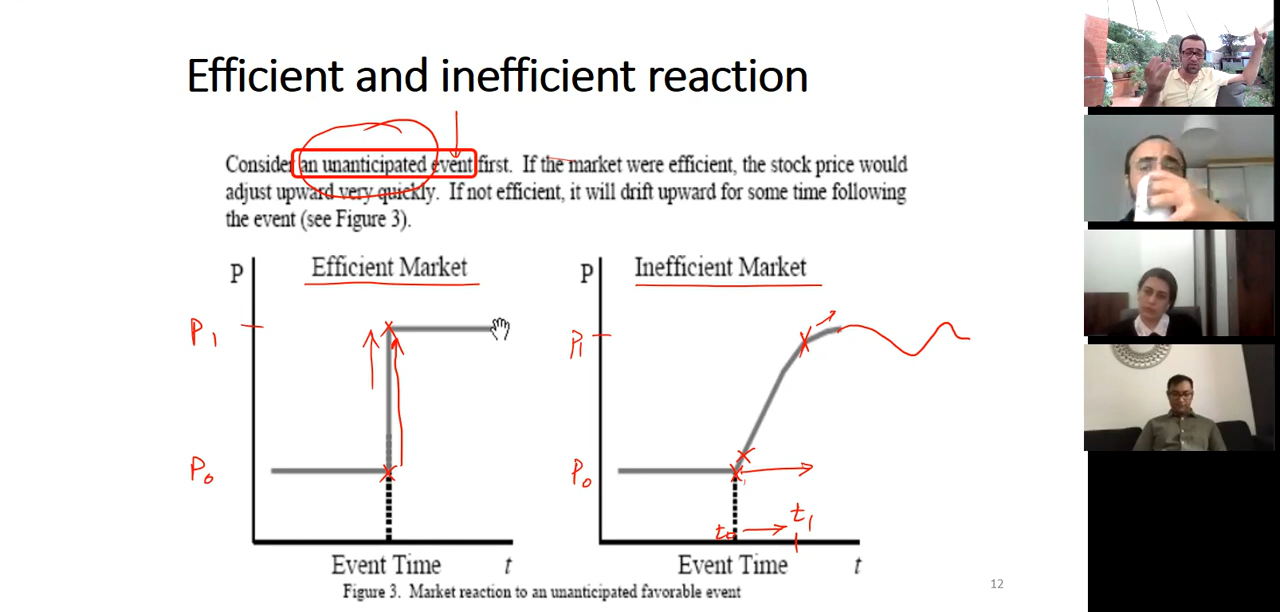 Efficient and inefficient reaction
Consider an unanticipated event first. If the market were efficient, the stock price would
adjust upward very quickly. If not efficient, it will drift upward for some time following
the event (see Figure 3).
P Efficient Market
P1
P0
Event Time t
P Inefficient Market
P1
P0
t0 t1
Event Time t
Figure 3. Market reaction to an unanticipated favorable event
12